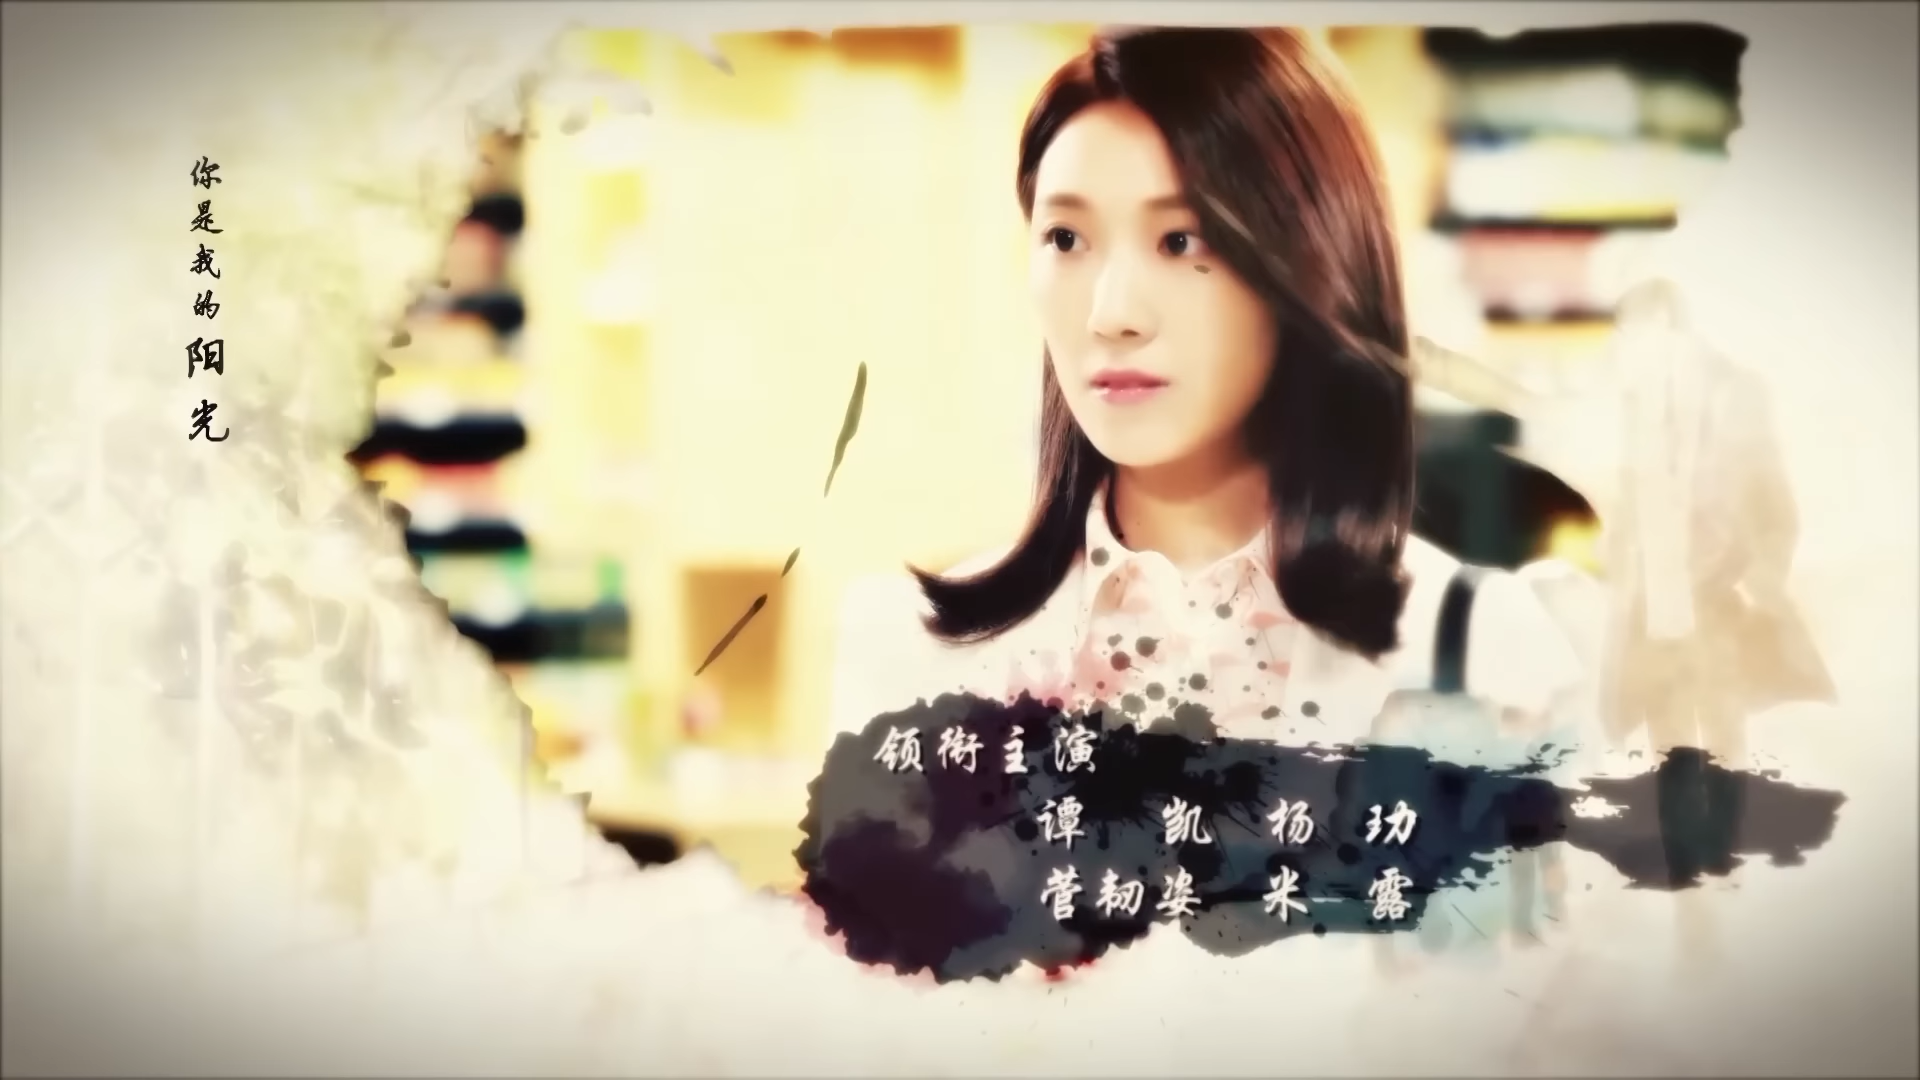 你是我的阳光
领衔主演
谭凯 杨玏
菅韧姿 米露